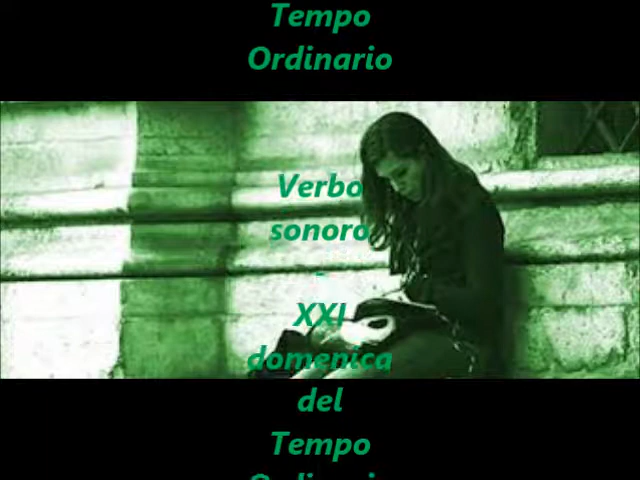 Tempo
Ordinario
Verbo
sonoro
-
XXI
domenica
del
Tempo